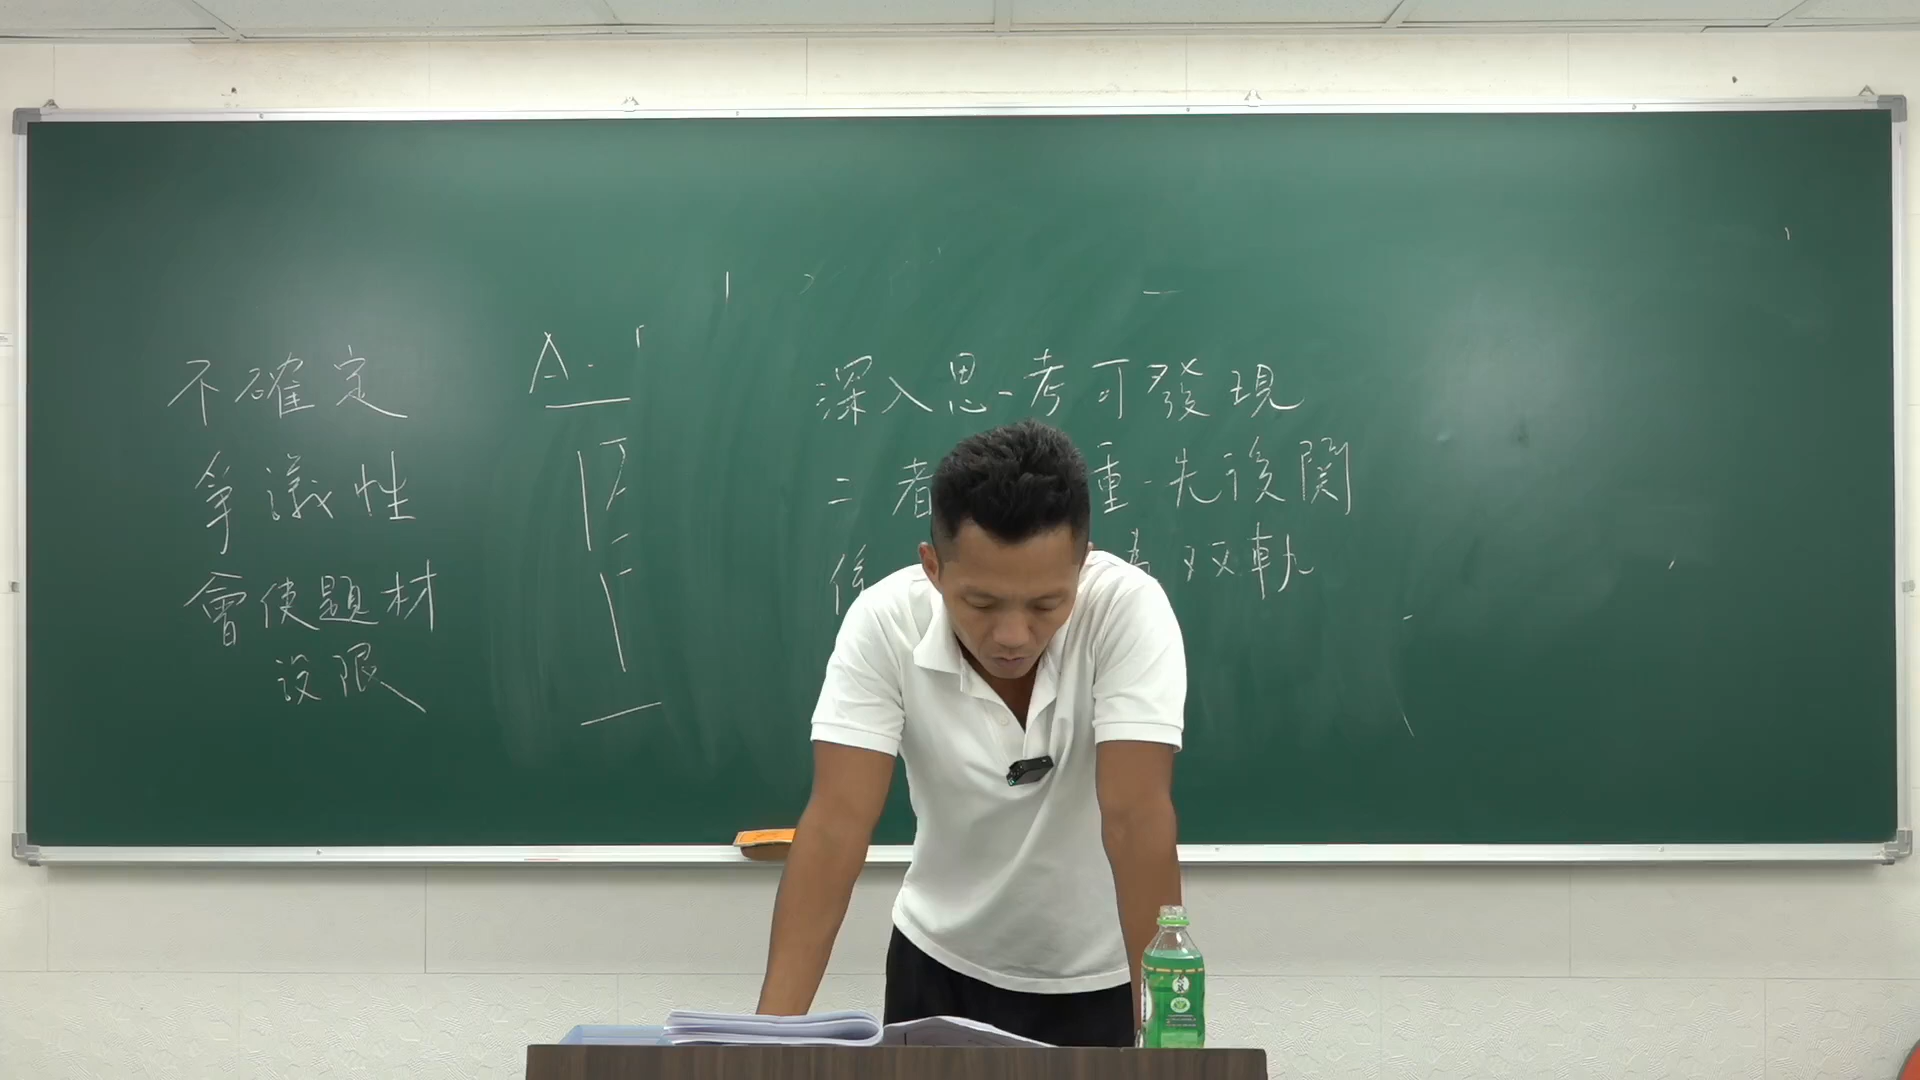 不確定
爭議性
會使題材
設限
A.
深入思考可發現
二者 重 先後關
係 双軌